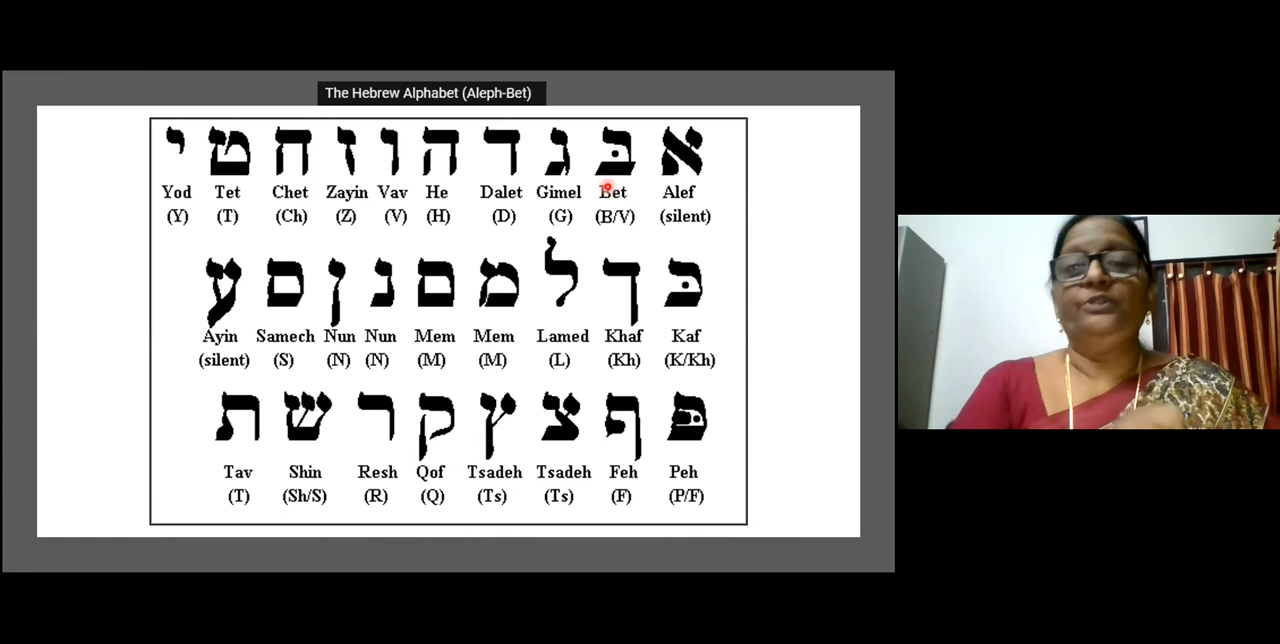 The Hebrew Alphabet (Aleph-Bet)
א בּ ג ד ה ו ז ח ט י
Yod Tet Chet Zayin Vav He Dalet Gimel Bet Alef
(Y) (T) (Ch) (Z) (V) (H) (D) (G) (B/V) (silent)
כּ ך ל מ ם נ ן ס ע
Ayin Samech Nun Nun Mem Mem Lamed Khaf Kaf
(silent) (S) (N) (N) (M) (M) (L) (Kh) (K/Kh)
פּ ף צ ץ ק ר ש ת
Tav Shin Resh Qof Tsadeh Tsadeh Feh Peh
(T) (Sh/S) (R) (Q) (Ts) (Ts) (F) (P/F)